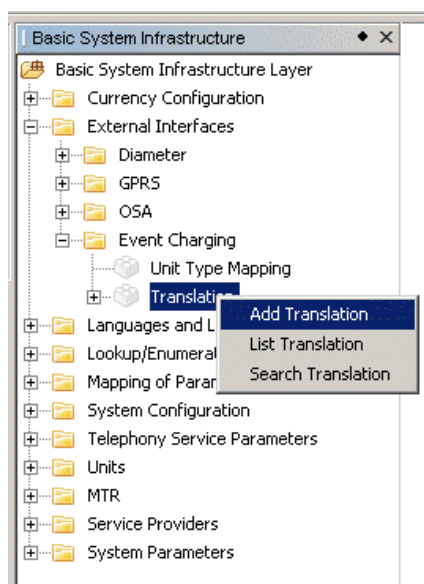 Basic System Infrastructure
Basic System Infrastructure Layer
Currency Configuration
External Interfaces
Diameter
GPRS
OSA
Event Charging
Unit Type Mapping
Translation
Add Translation
Languages and L
List Translation
Lookup/Enumerat
Search Translation
Mapping of Param
System Configuration
Telephony Service Parameters
Units
MTR
Service Providers
System Parameters